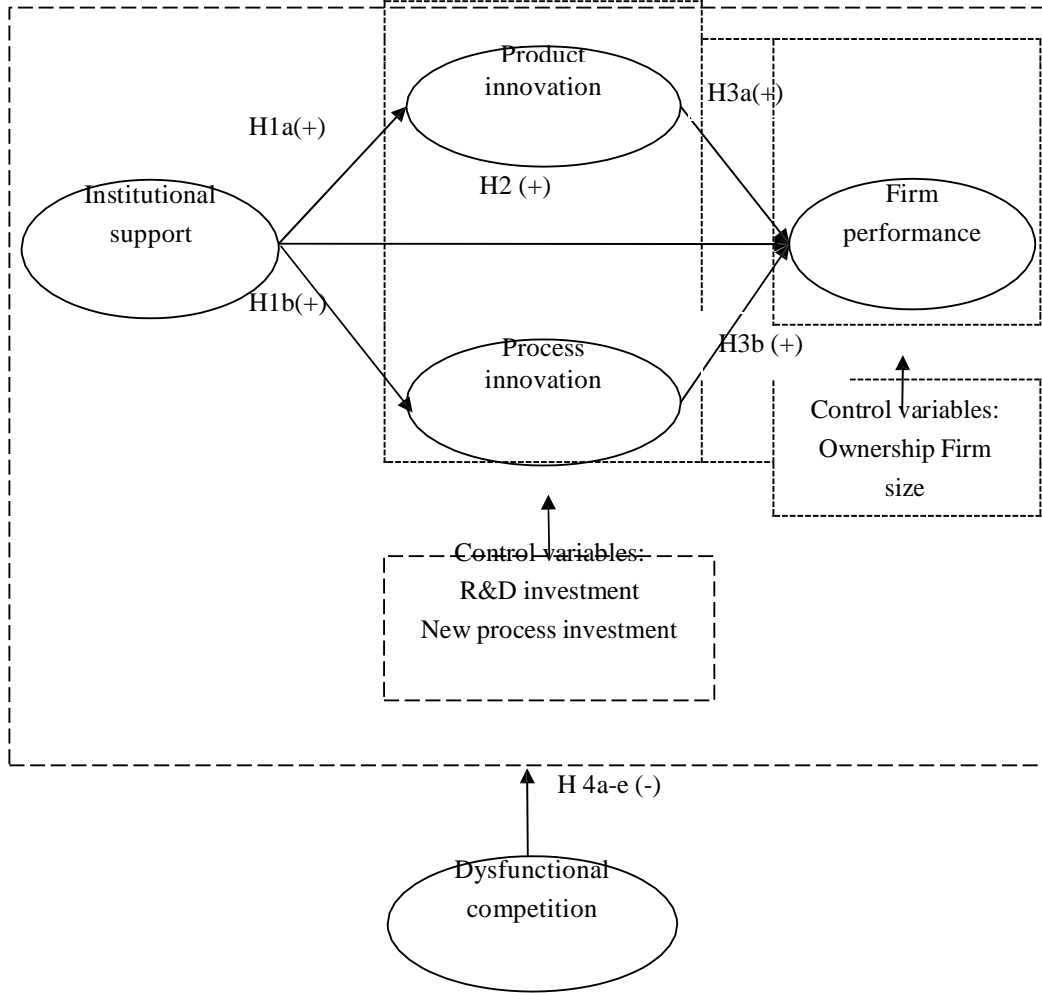 Product
innovation
H3a(+)
H1a(+)
H2 (+)
Institutional
support
Firm
performance
H1b(+)
H3b (+)
Process
innovation
Control variables:
Ownership Firm
size
Control variables:
R&D investment
New process investment
H 4a-e (-)
Dysfunctional
competition